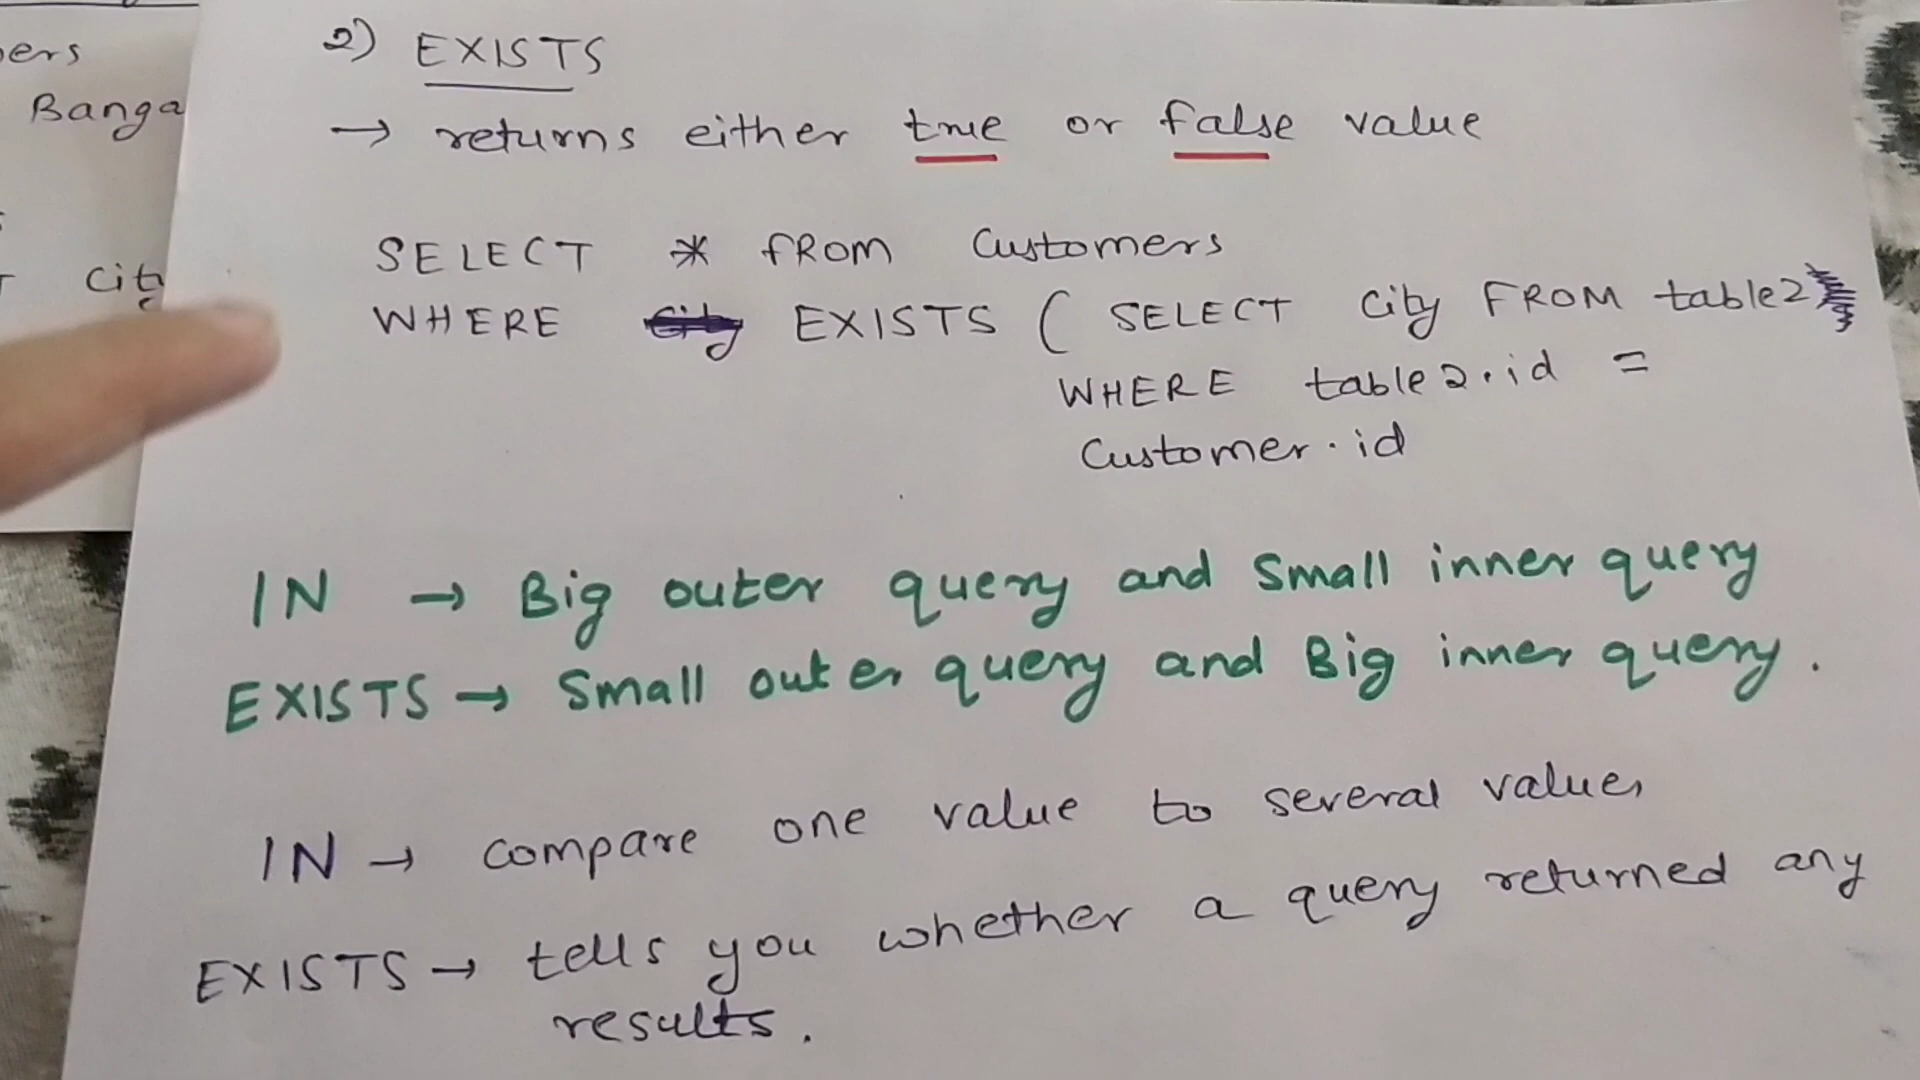 Banga
City
2) EXISTS
→ returns either true or false value
SELECT * FROM Customers
WHERE EXISTS ( SELECT City FROM table2
WHERE table2.id =
Customer.id
IN → Big outer query and small inner query
EXISTS → Small outer query and Big inner query.
IN → compare one value to several values
EXISTS → tells you whether a query returned any
results.